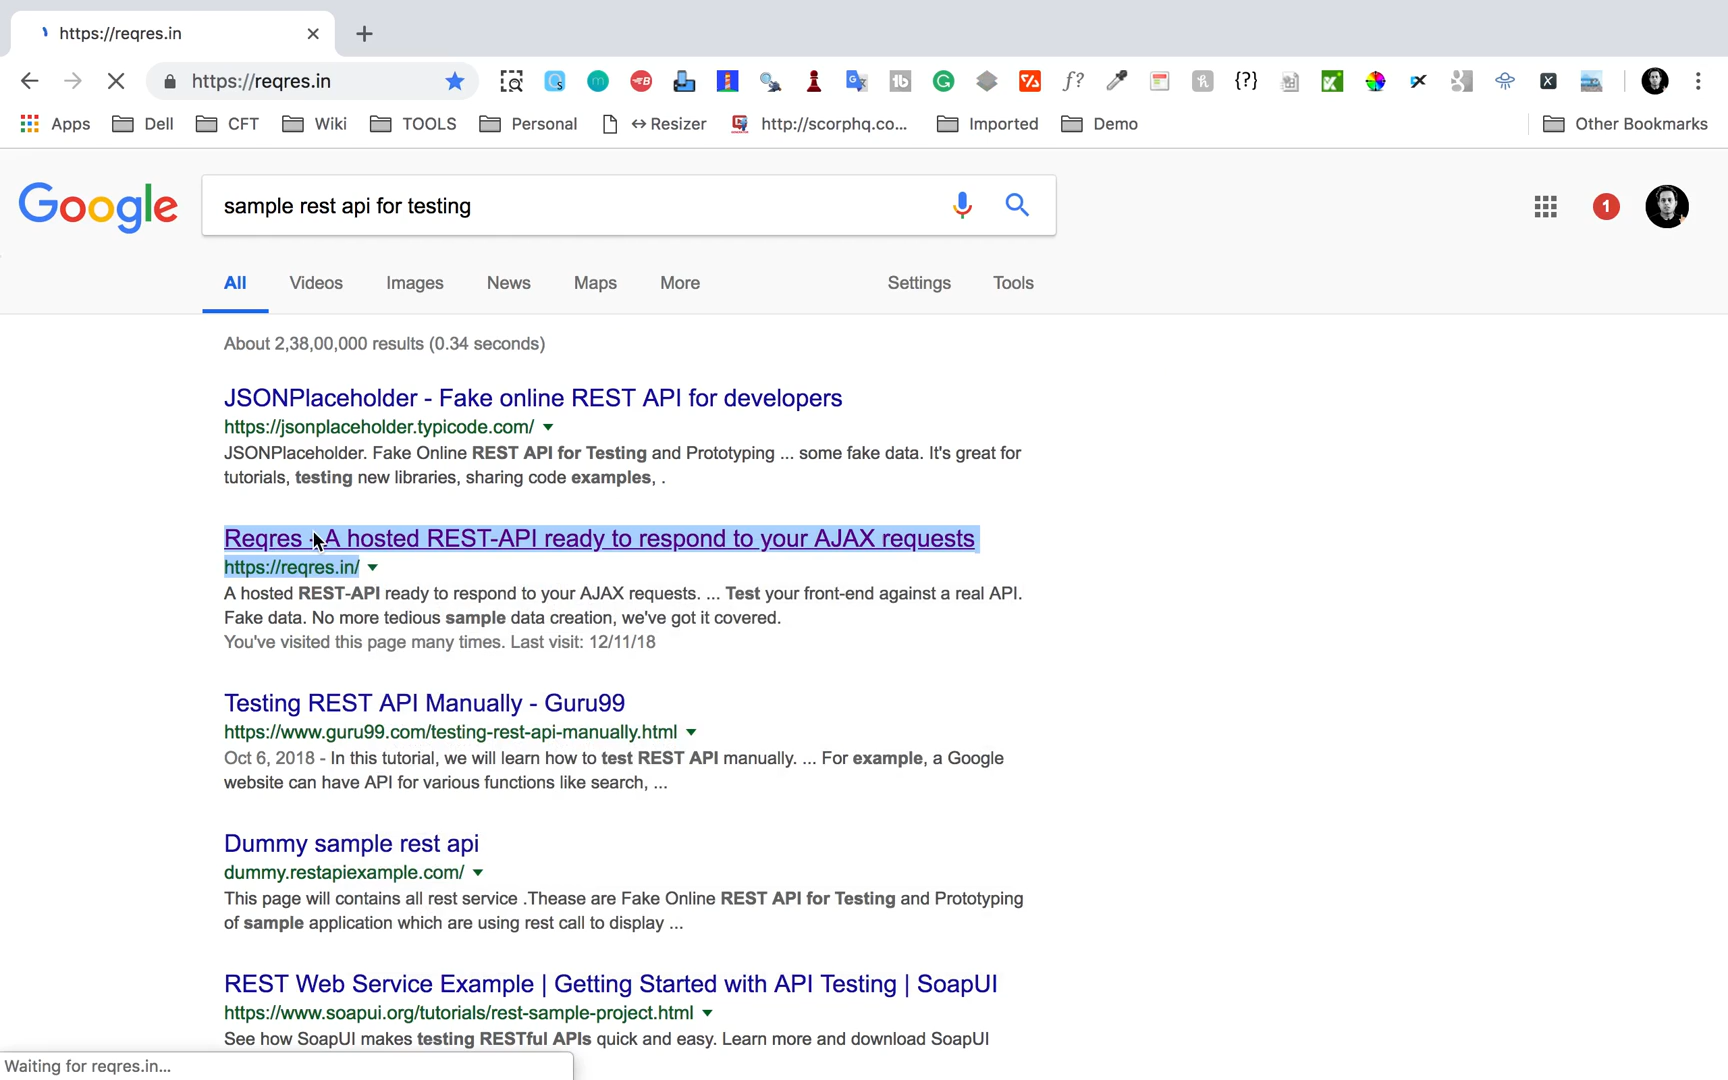 https://reqres.in
https://reqres.in
Apps Dell CFT Wiki TOOLS Personal ↔Resizer http://scorphq.co... Imported Demo Other Bookmarks
Google sample rest api for testing 1
All Videos Images News Maps More Settings Tools
About 2,38,00,000 results (0.34 seconds)
JSONPlaceholder - Fake online REST API for developers
https://jsonplaceholder.typicode.com/
JSONPlaceholder. Fake Online REST API for Testing and Prototyping ... some fake data. It's great for
tutorials, testing new libraries, sharing code examples, .
Reqres - A hosted REST-API ready to respond to your AJAX requests
https://reqres.in/
A hosted REST-API ready to respond to your AJAX requests. ... Test your front-end against a real API.
Fake data. No more tedious sample data creation, we've got it covered.
You've visited this page many times. Last visit: 12/11/18
Testing REST API Manually - Guru99
https://www.guru99.com/testing-rest-api-manually.html
Oct 6, 2018 - In this tutorial, we will learn how to test REST API manually. ... For example, a Google
website can have API for various functions like search, ...
Dummy sample rest api
dummy.restapiexample.com/
This page will contains all rest service .Thease are Fake Online REST API for Testing and Prototyping
of sample application which are using rest call to display ...
REST Web Service Example | Getting Started with API Testing | SoapUI
https://www.soapui.org/tutorials/rest-sample-project.html
See how SoapUI makes testing RESTful APIs quick and easy. Learn more and download SoapUI
Waiting for reqres.in...